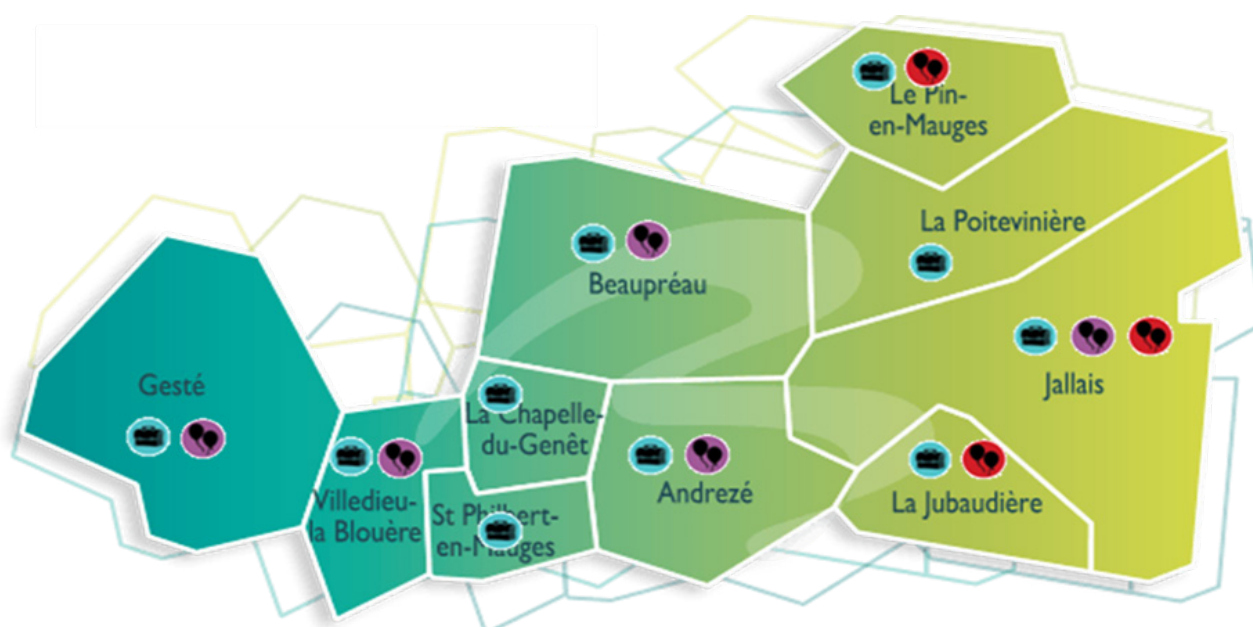 Le Pin-
en-Mauges
La Poitevinière
Beaupréau
Jallais
Gesté
La Chapelle-
du-Genêt
Villedieu-
la Blouère
St Philbert-
en-Mauges
Andrezé
La Jubaudière